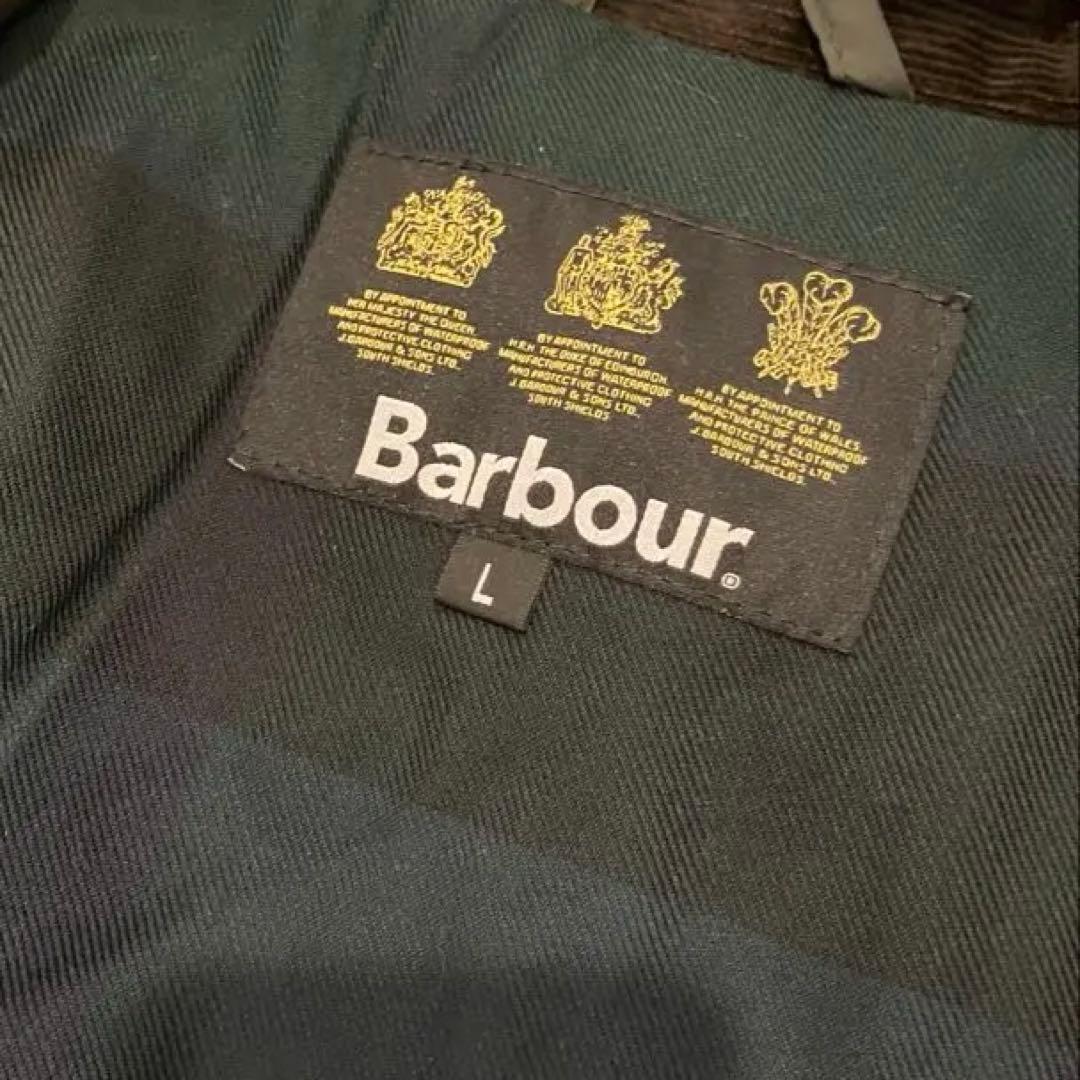 BY APPOINTMENT TO
HER MAJESTY THE QUEEN
MANUFACTURERS OF WATERPROOF
AND PROTECTIVE CLOTHING
J. BARBOUR & SONS LTD.
SOUTH SHIELDS.
BY APPOINTMENT TO
H.R.H. THE DUKE OF EDINBURGH
MANUFACTURERS OF WATERPROOF
AND PROTECTIVE CLOTHING
J. BARBOUR & SONS LTD.
SOUTH SHIELDS
BY APPOINTMENT TO
H.R.H. THE PRINCE OF WALES
MANUFACTURERS OF WATERPROOF
AND PROTECTIVE CLOTHING
J. BARBOUR & SONS LTD.
SOUTH SHIELDS.
Barbour®
L